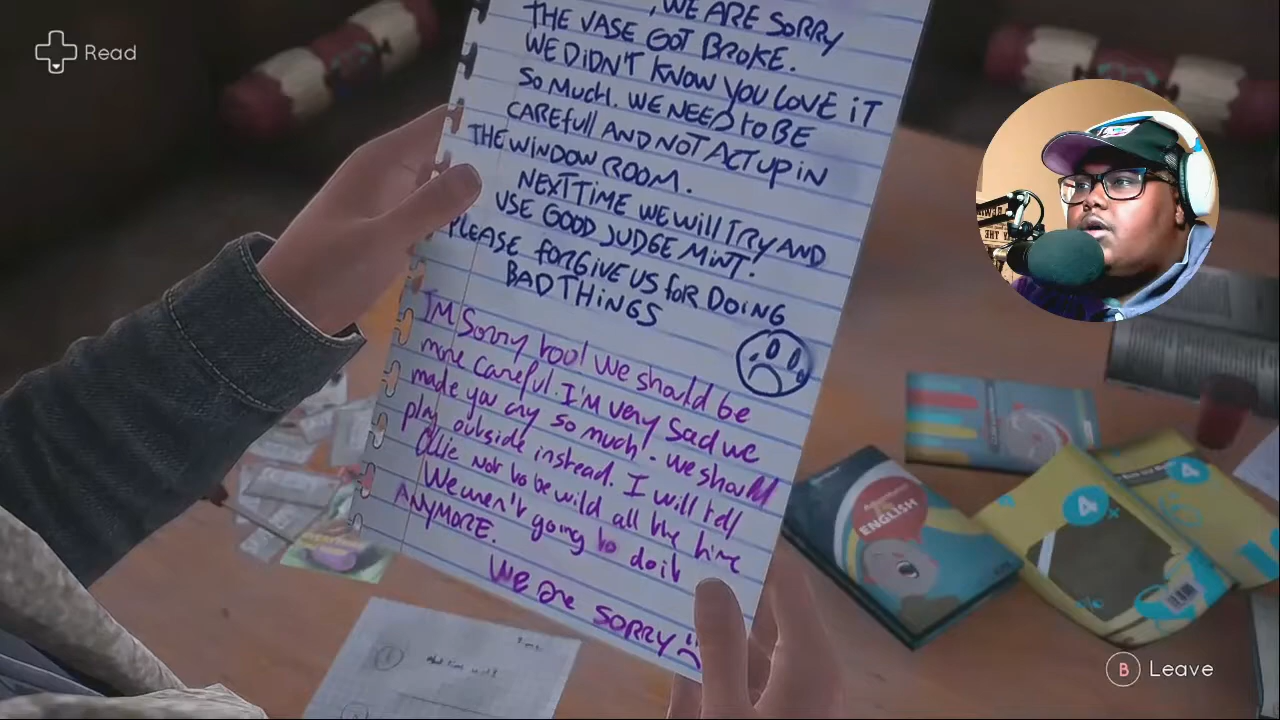 Read
, WE ARE SORRY
THE VASE GOT BROKE.
WE DIDN'T KNOW YOU LOVE iT
SO MUCH. WE NEED TO BE
CAREfull AND NOT ACT UP iN
THE WINDOW ROOM.
NEXT TIME WE Will TRY AND
USE GOOD JUDGE MiNT.
PLEASE FORGIVE US FOR DOING
BAD THiNGS
I'M Sorry too! We should be
more careful. I'm very sad we
made you cry so much. We should
play outside instead. I will tell
Ollie not to be wild all the time
We weren't going to do it
ANYMORE.
We are SORRY
ENGLISH
4
4
B Leave